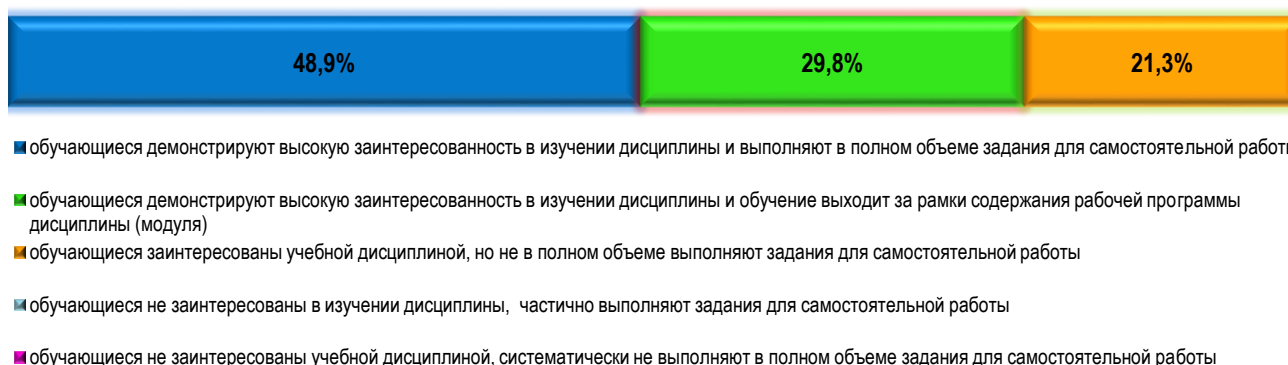 48,9% 29,8% 21,3%
обучающиеся демонстрируют высокую заинтересованность в изучении дисциплины и выполняют в полном объеме задания для самостоятельной
обучающиеся демонстрируют высокую заинтересованность в изучении дисциплины и обучение выходит за рамки содержания рабочей программы
дисциплины (модуля)
обучающиеся заинтересованы учебной дисциплиной, но не в полном объеме выполняют задания для самостоятельной работы
обучающиеся не заинтересованы в изучении дисциплины, частично выполняют задания для самостоятельной работы
обучающиеся не заинтересованы учебной дисциплиной, систематически не выполняют в полном объеме задания для самостоятельной работы